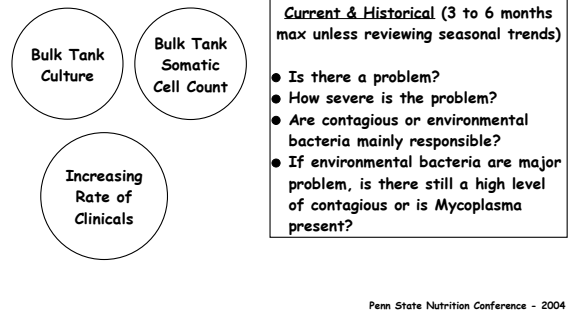 Bulk Tank
Culture
Bulk Tank
Somatic
Cell Count
Increasing
Rate of
Clinicals
Current & Historical (3 to 6 months
max unless reviewing seasonal trends)
● Is there a problem?
● How severe is the problem?
● Are contagious or environmental
bacteria mainly responsible?
● If environmental bacteria are major
problem, is there still a high level
of contagious or is Mycoplasma
present?
Penn State Nutrition Conference - 2004